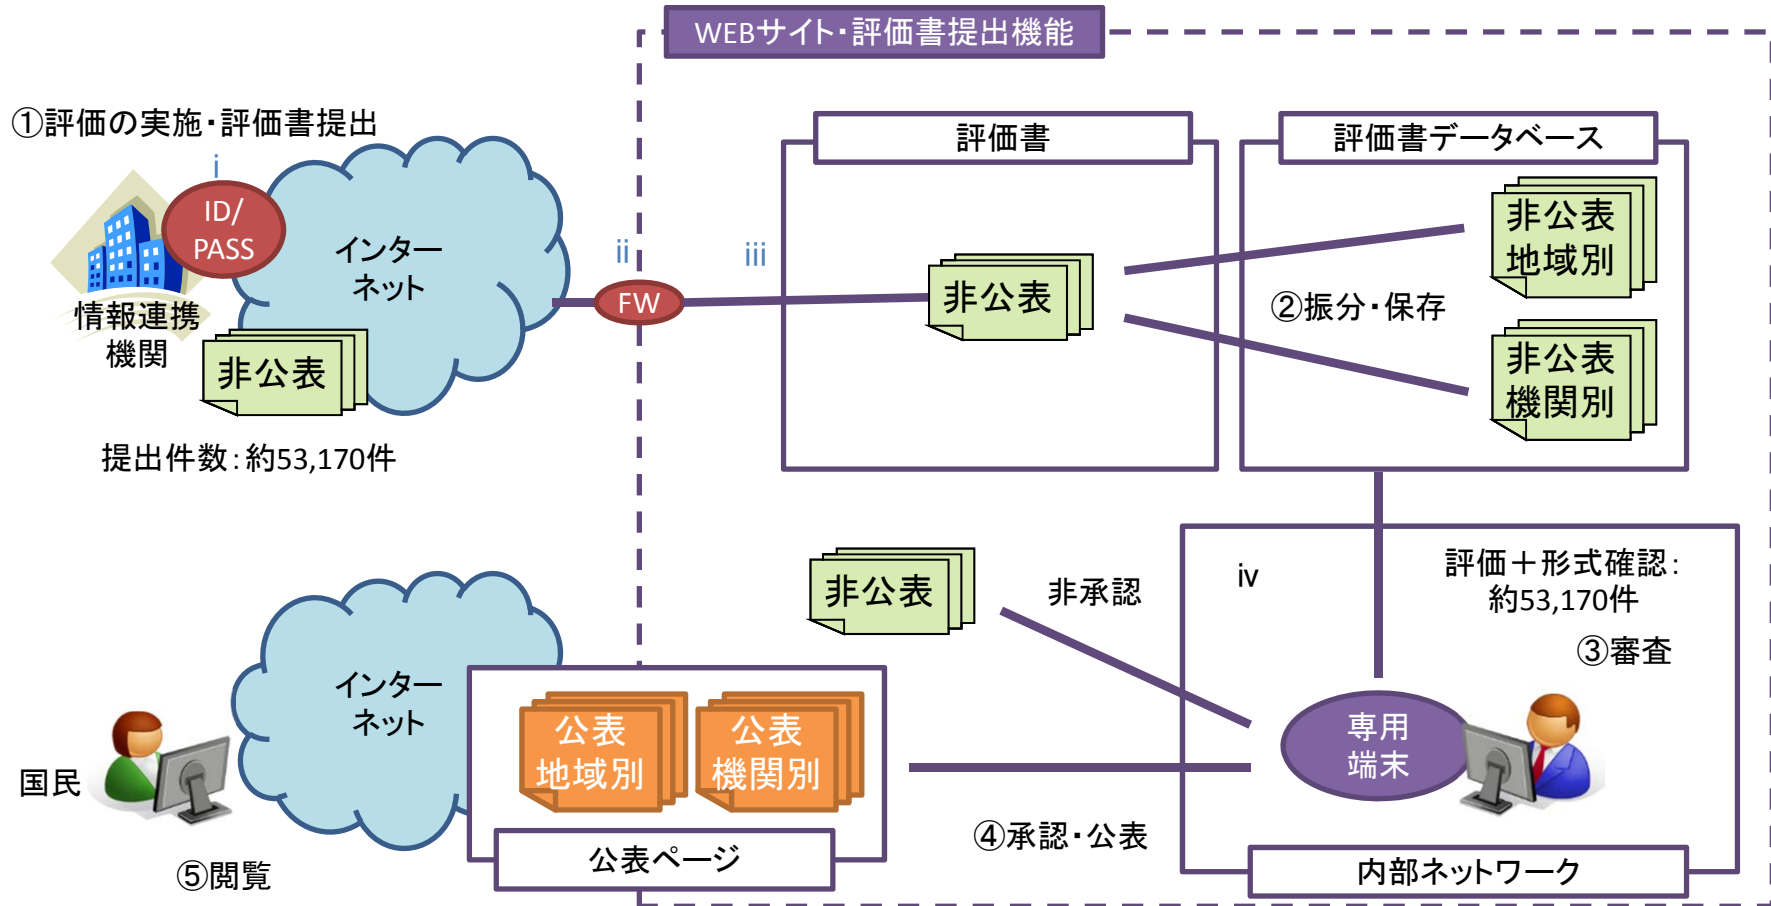 WEBサイト・評価書提出機能
①評価の実施・評価書提出
i
ID/
PASS
インター
ネット
情報連携
機関
非公表
提出件数：約53,170件
ii
FW
iii
評価書
非公表
評価書データベース
非公表
地域別
②振分・保存
非公表
機関別
非公表
非承認
iv
評価＋形式確認：
約53,170件
③審査
専用
端末
内部ネットワーク
④承認・公表
国民
インター
ネット
公表
地域別
公表
機関別
公表ページ
⑤閲覧